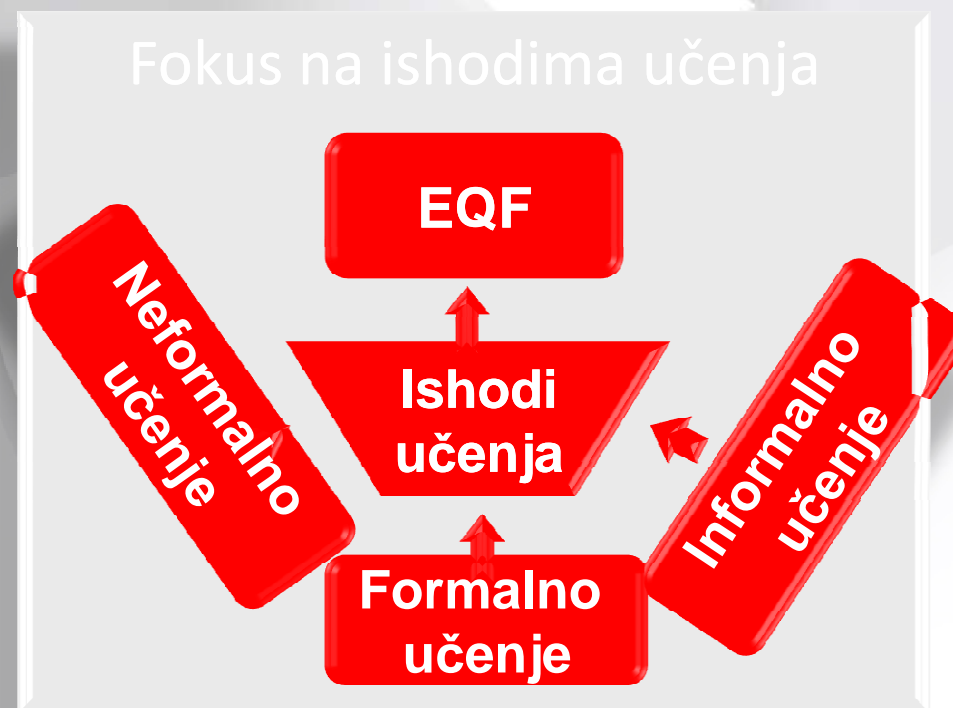 Fokus na ishodima učenja
EQF
Neformalno
učenje
Ishodi
učenja
Informalno
učenje
Formalno
učenje